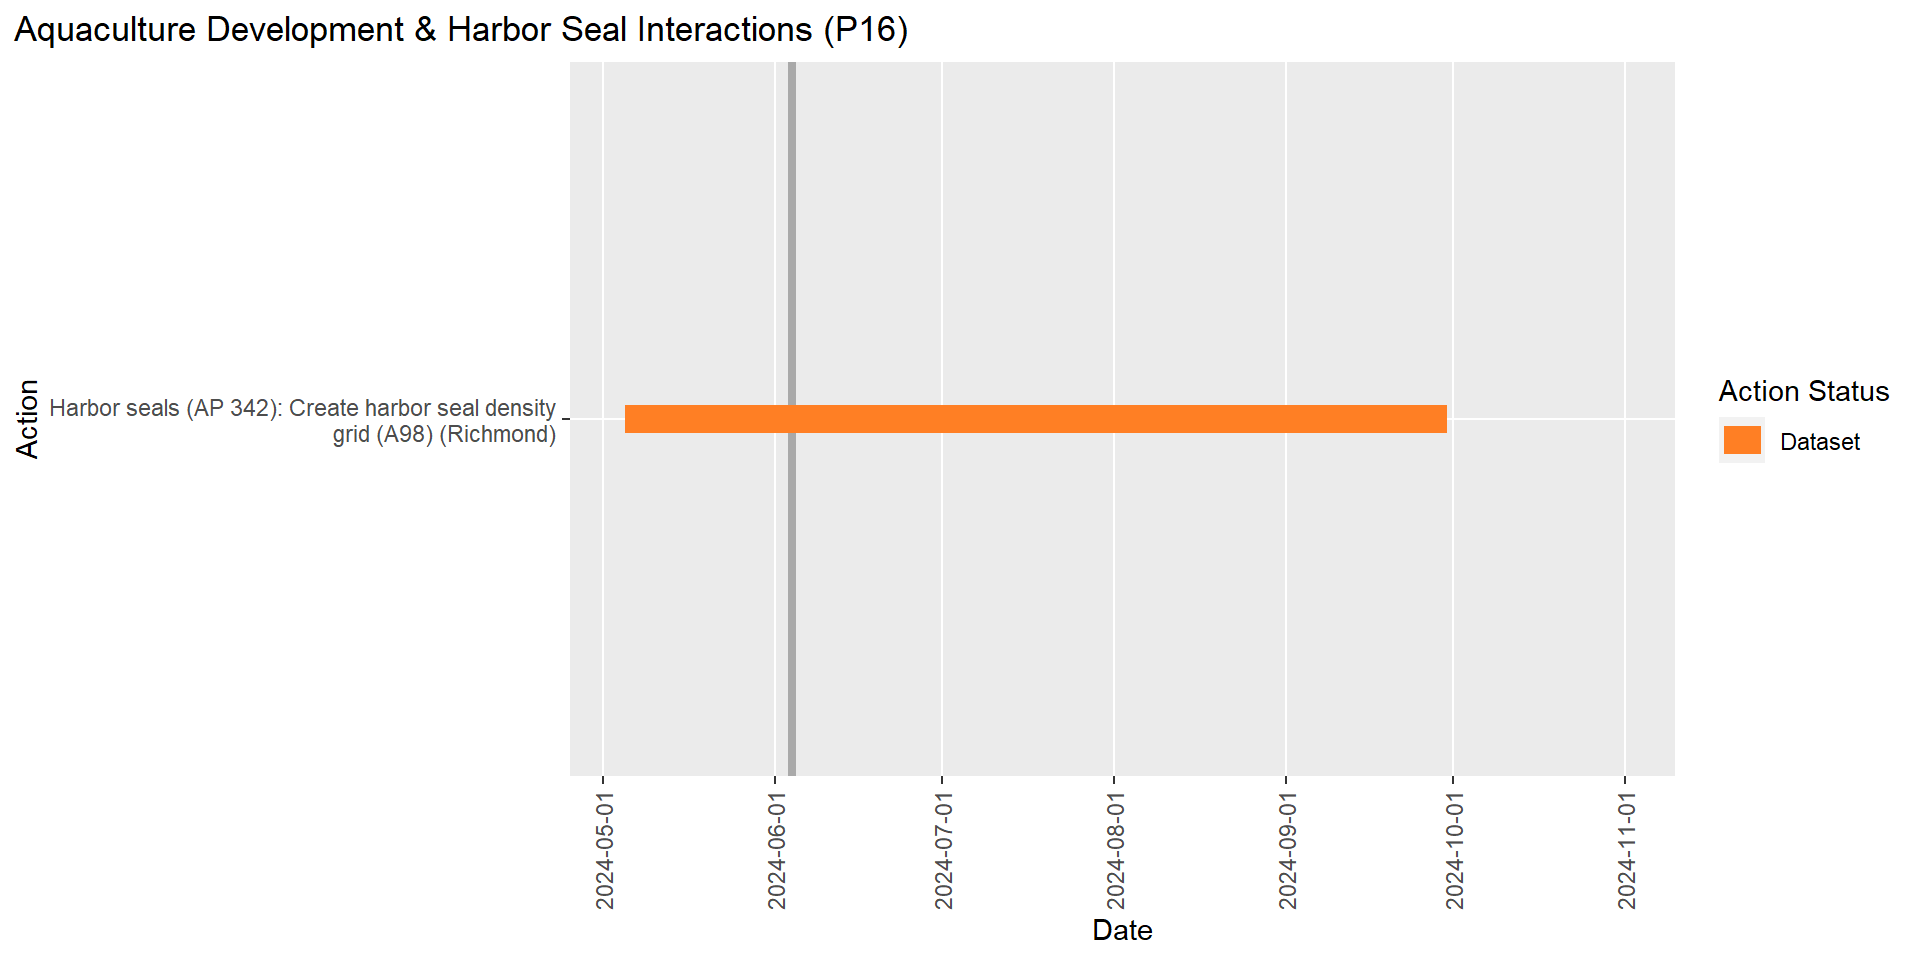 Aquaculture Development & Harbor Seal Interactions (P16)
Action
Harbor seals (AP 342): Create harbor seal density
grid (A98) (Richmond)
2024-05-01
2024-06-01
2024-07-01
2024-08-01
2024-09-01
2024-10-01
2024-11-01
Date
Action Status
Dataset